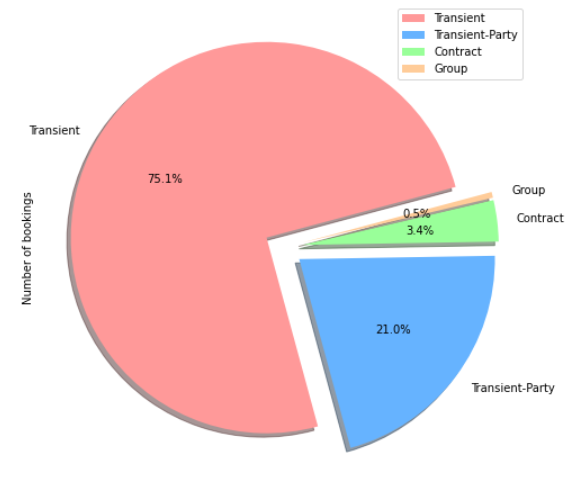 Transient
Transient-Party
Contract
Group
Transient
75.1%
Group
0.5%
Contract
3.4%
Number of bookings
21.0%
Transient-Party